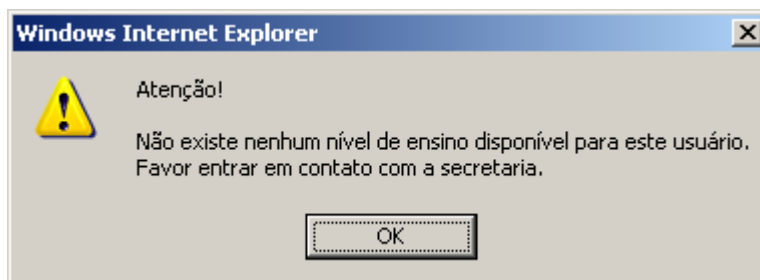 Windows Internet Explorer
Atenção!
Não existe nenhum nível de ensino disponível para este usuário.
Favor entrar em contato com a secretaria.
OK